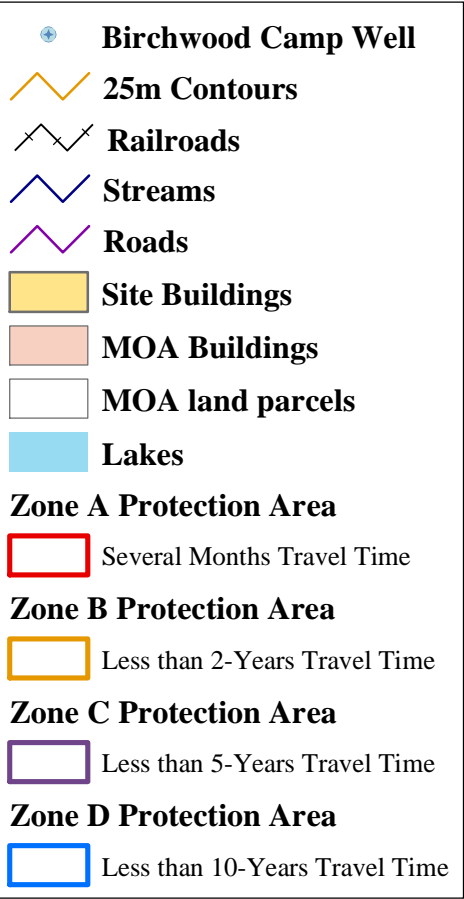 Birchwood Camp Well
25m Contours
Railroads
Streams
Roads
Site Buildings
MOA Buildings
MOA land parcels
Lakes
Zone A Protection Area
Several Months Travel Time
Zone B Protection Area
Less than 2-Years Travel Time
Zone C Protection Area
Less than 5-Years Travel Time
Zone D Protection Area
Less than 10-Years Travel Time